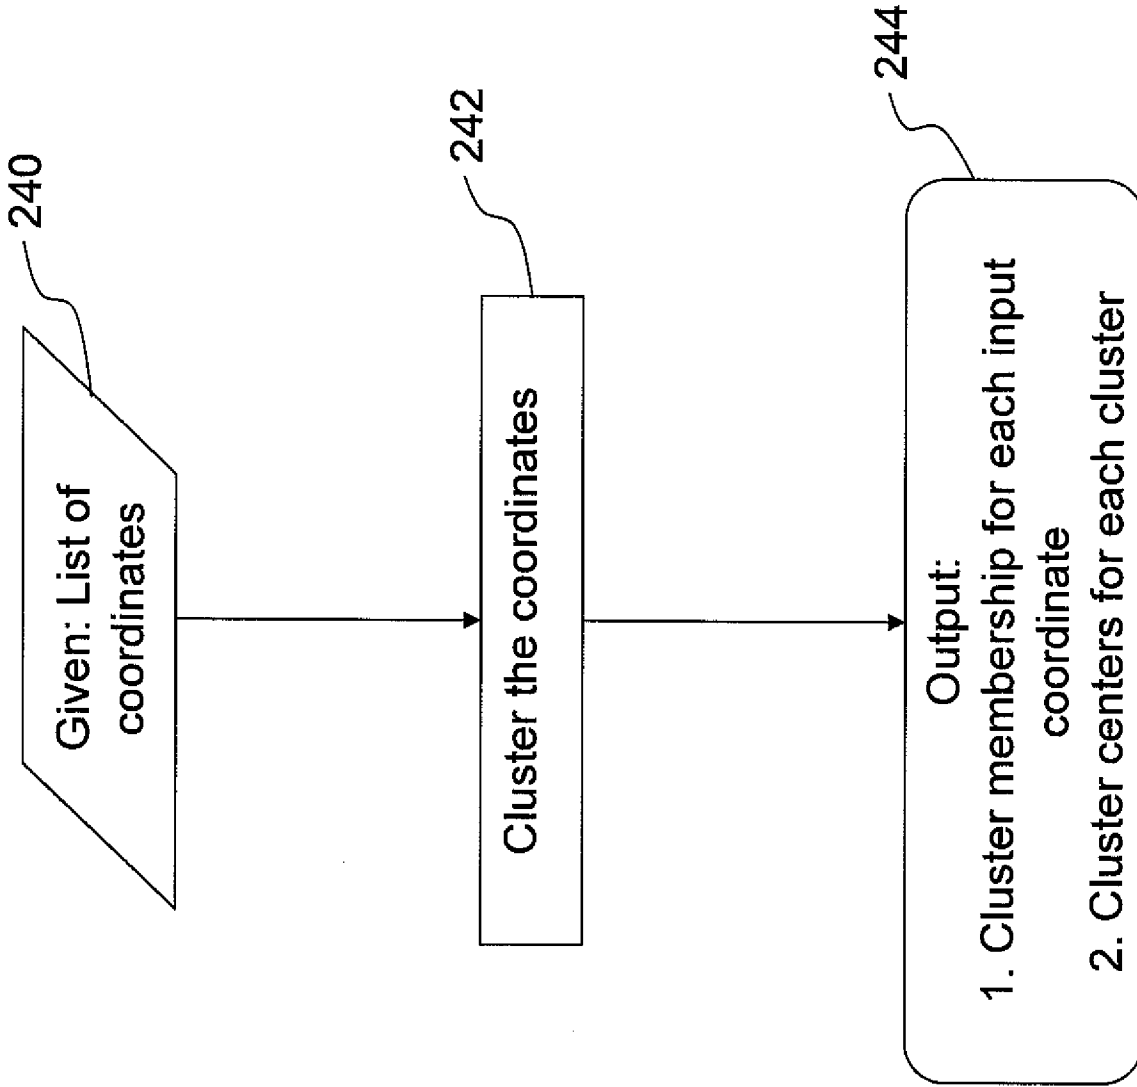 Given: List of
coordinates
240
Cluster the coordinates
242
Output:
1. Cluster membership for each input
coordinate
2. Cluster centers for each cluster
244